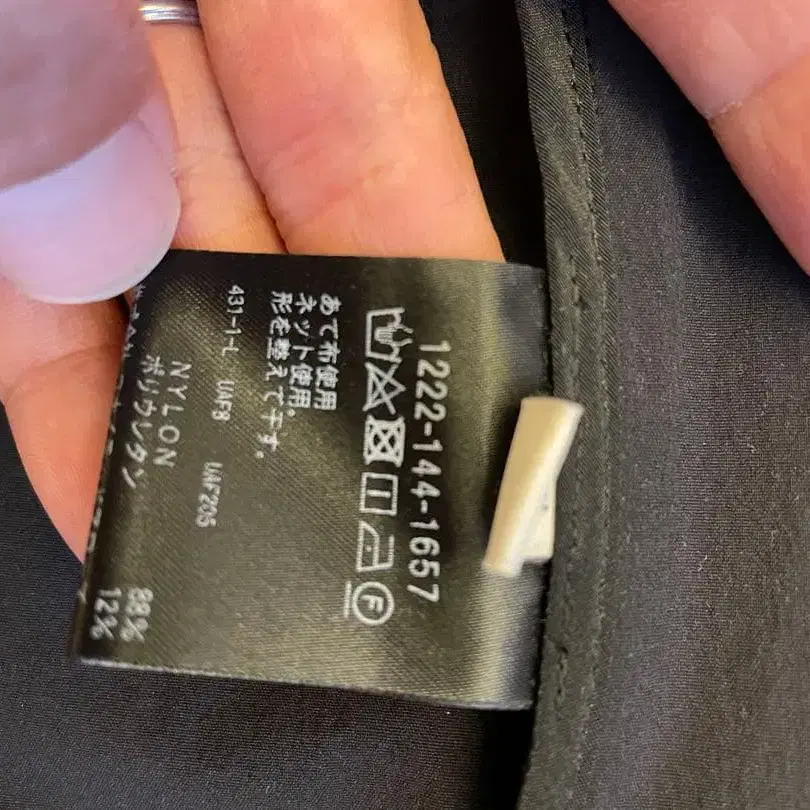 1222-144-1657
F
あて布使用
ネット使用。
形を整えて干す。
431-1-L UAF8 UAF205
NYLON 88%
ポリウレタン 12%